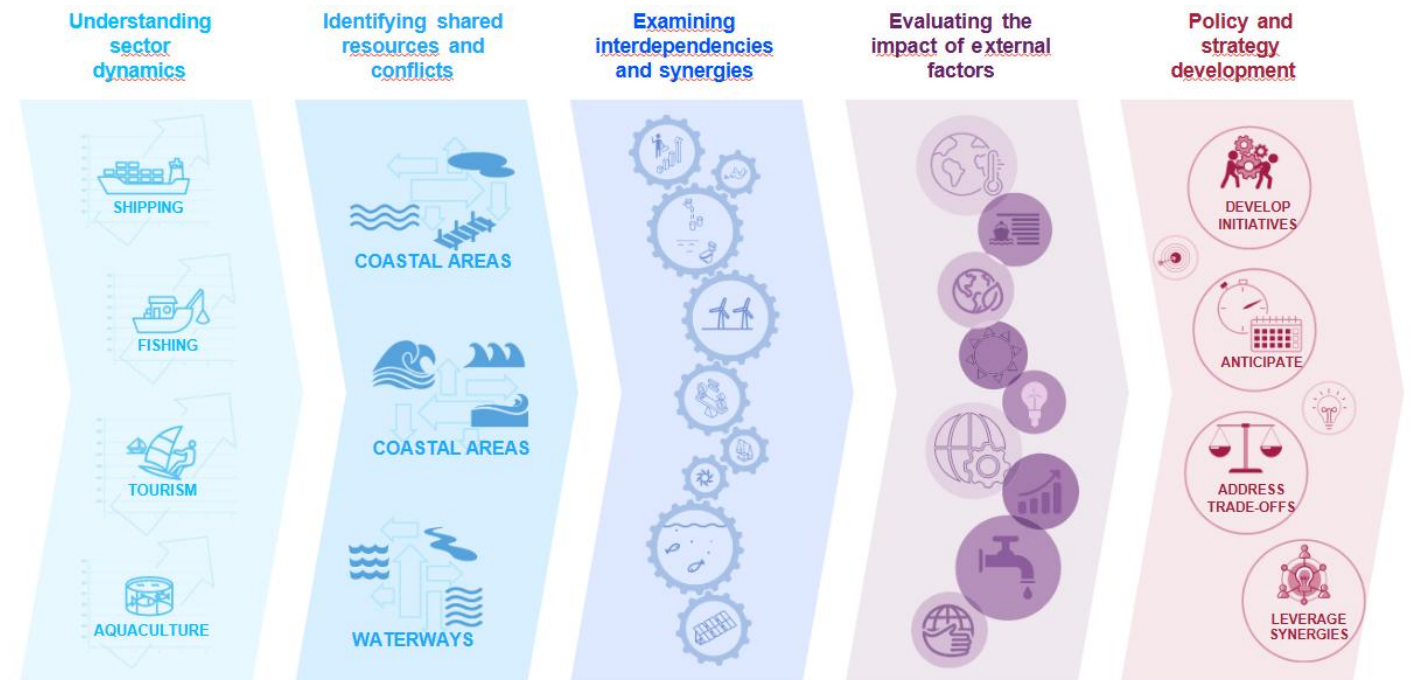 Understanding
sector
dynamics
Identifying shared
resources and
conflicts
Examining
interdependencies
and synergies
Evaluating the
impact of external
factors
Policy and
strategy
development
SHIPPING
FISHING
TOURISM
AQUACULTURE
COASTAL AREAS
COASTAL AREAS
WATERWAYS
DEVELOP
INITIATIVES
ANTICIPATE
ADDRESS
TRADE-OFFS
LEVERAGE
SYNERGIES